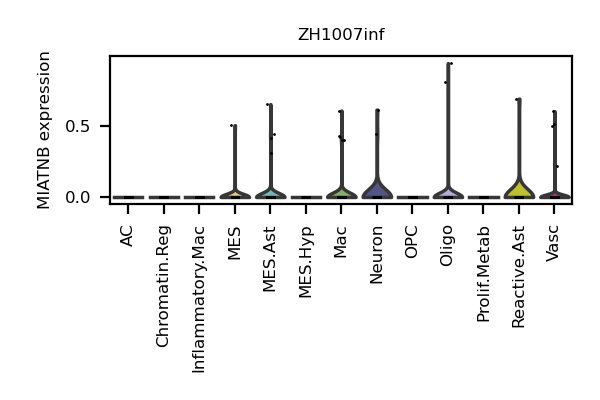 ZH1007inf
MIATNB expression
0.5
0.0
AC
Chromatin.Reg
Inflammatory.Mac
MES
MES.Ast
MES.Hyp
Mac
Neuron
OPC
Oligo
Prolif.Metab
Reactive.Ast
Vasc